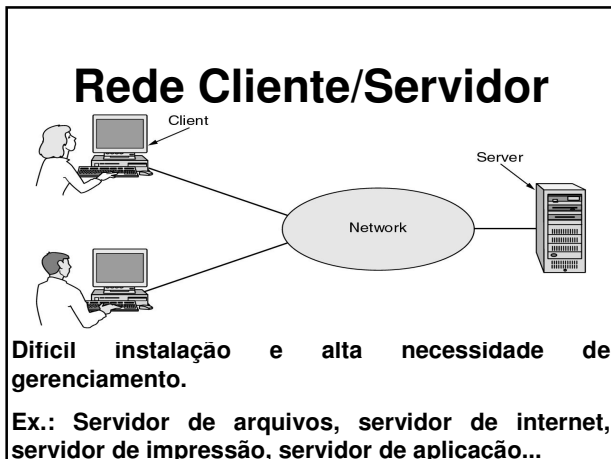 Rede Cliente/Servidor
Client
Server
Network
Difícil instalação e alta necessidade de
gerenciamento.
Ex.: Servidor de arquivos, servidor de internet,
servidor de impressão, servidor de aplicação...